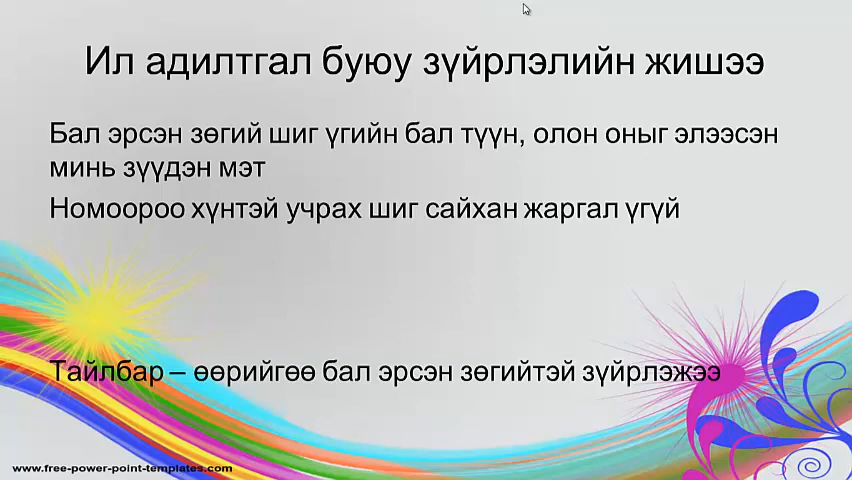 Ил адилтгал буюу зүйрлэлийн жишээ
Бал эрсэн зөгий шиг үгийн бал түүн, олон оныг элээсэн
минь зүүдэн мэт
Номоороо хүнтэй учрах шиг сайхан жаргал үгүй
Тайлбар – өөрийгөө бал эрсэн зөгийтэй зүйрлэжээ
www.free-power-point-templates.com